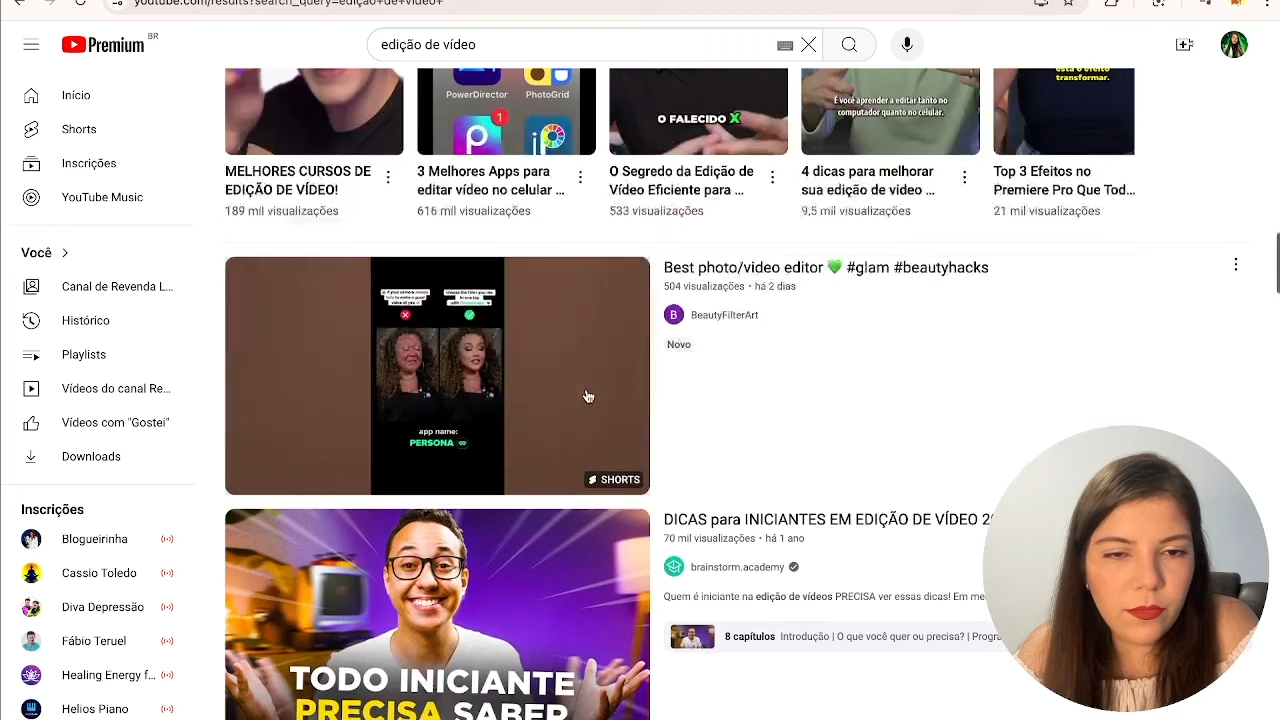 youtube.com/results?search_query=edição+de+vídeo+
Premium BR
edição de vídeo
Início
Shorts
Inscrições
YouTube Music
Você
Canal de Revenda L...
Histórico
Playlists
Vídeos do canal Re...
Vídeos com "Gostei"
Downloads
Inscrições
Blogueirinha
Cassio Toledo
Diva Depressão
Fábio Teruel
Healing Energy f...
Helios Piano
PowerDirector
PhotoGrid
1
O FALECIDO X
É você aprender a editar tanto no
computador quanto no celular.
está o efeito
transformar.
MELHORES CURSOS DE
EDIÇÃO DE VÍDEO!
189 mil visualizações
3 Melhores Apps para
editar vídeo no celular ...
616 mil visualizações
O Segredo da Edição de
Vídeo Eficiente para ...
533 visualizações
4 dicas para melhorar
sua edição de video ...
9,5 mil visualizações
Top 3 Efeitos no
Premiere Pro Que Tod...
21 mil visualizações
app name:
PERSONA
SHORTS
Best photo/video editor 💚 #glam #beautyhacks
504 visualizações • há 2 dias
B
BeautyFilterArt
Novo
TODO INICIANTE
PRECISA SABER
DICAS para INICIANTES EM EDIÇÃO DE VÍDEO 2
70 mil visualizações • há 1 ano
brainstorm.academy
Quem é iniciante na edição de vídeos PRECISA ver essas dicas! Em me
8 capítulos Introdução | O que você quer ou precisa? | Progra